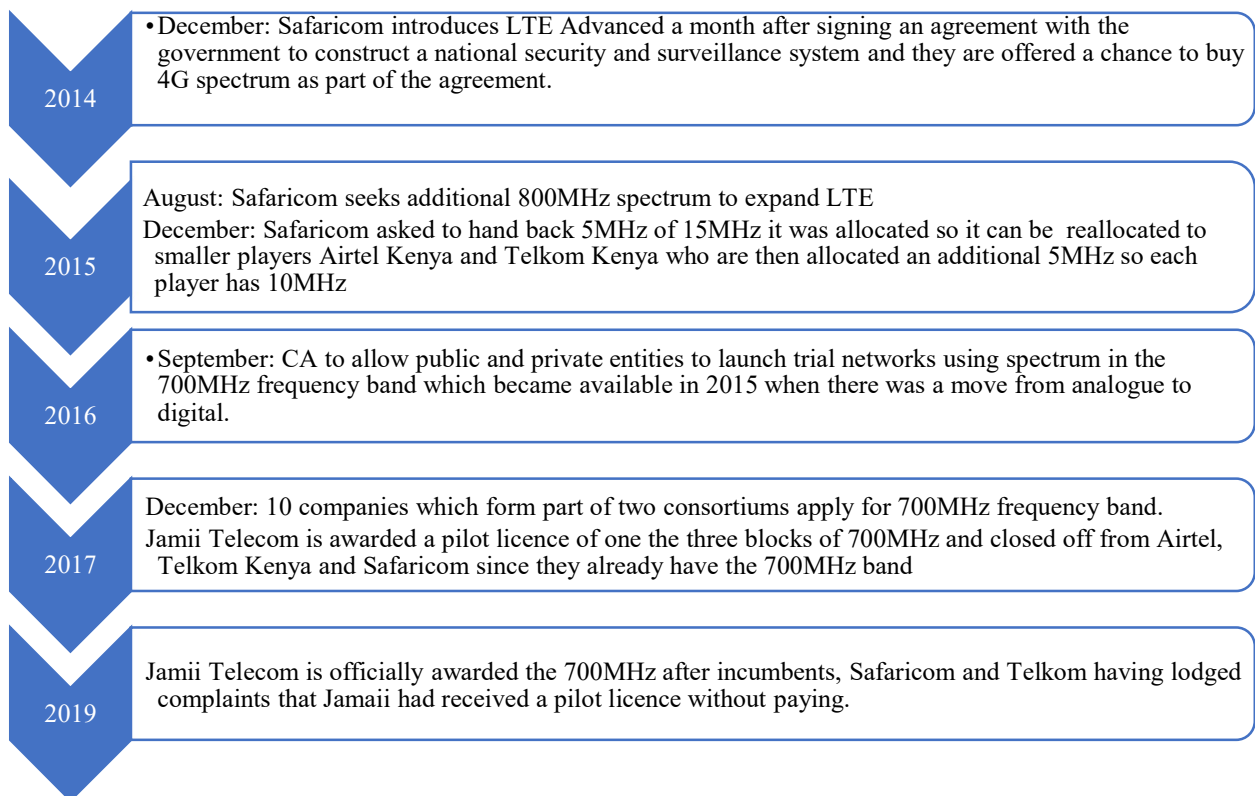 2014
• December: Safaricom introduces LTE Advanced a month after signing an agreement with the
government to construct a national security and surveillance system and they are offered a chance to buy
4G spectrum as part of the agreement.
2015
August: Safaricom seeks additional 800MHz spectrum to expand LTE
December: Safaricom asked to hand back 5MHz of 15MHz it was allocated so it can be reallocated to
smaller players Airtel Kenya and Telkom Kenya who are then allocated an additional 5MHz so each
player has 10MHz
2016
• September: CA to allow public and private entities to launch trial networks using spectrum in the
700MHz frequency band which became available in 2015 when there was a move from analogue to
digital.
2017
December: 10 companies which form part of two consortiums apply for 700MHz frequency band.
Jamii Telecom is awarded a pilot licence of one the three blocks of 700MHz and closed off from Airtel,
Telkom Kenya and Safaricom since they already have the 700MHz band
2019
Jamii Telecom is officially awarded the 700MHz after incumbents, Safaricom and Telkom having lodged
complaints that Jamaii had received a pilot licence without paying.